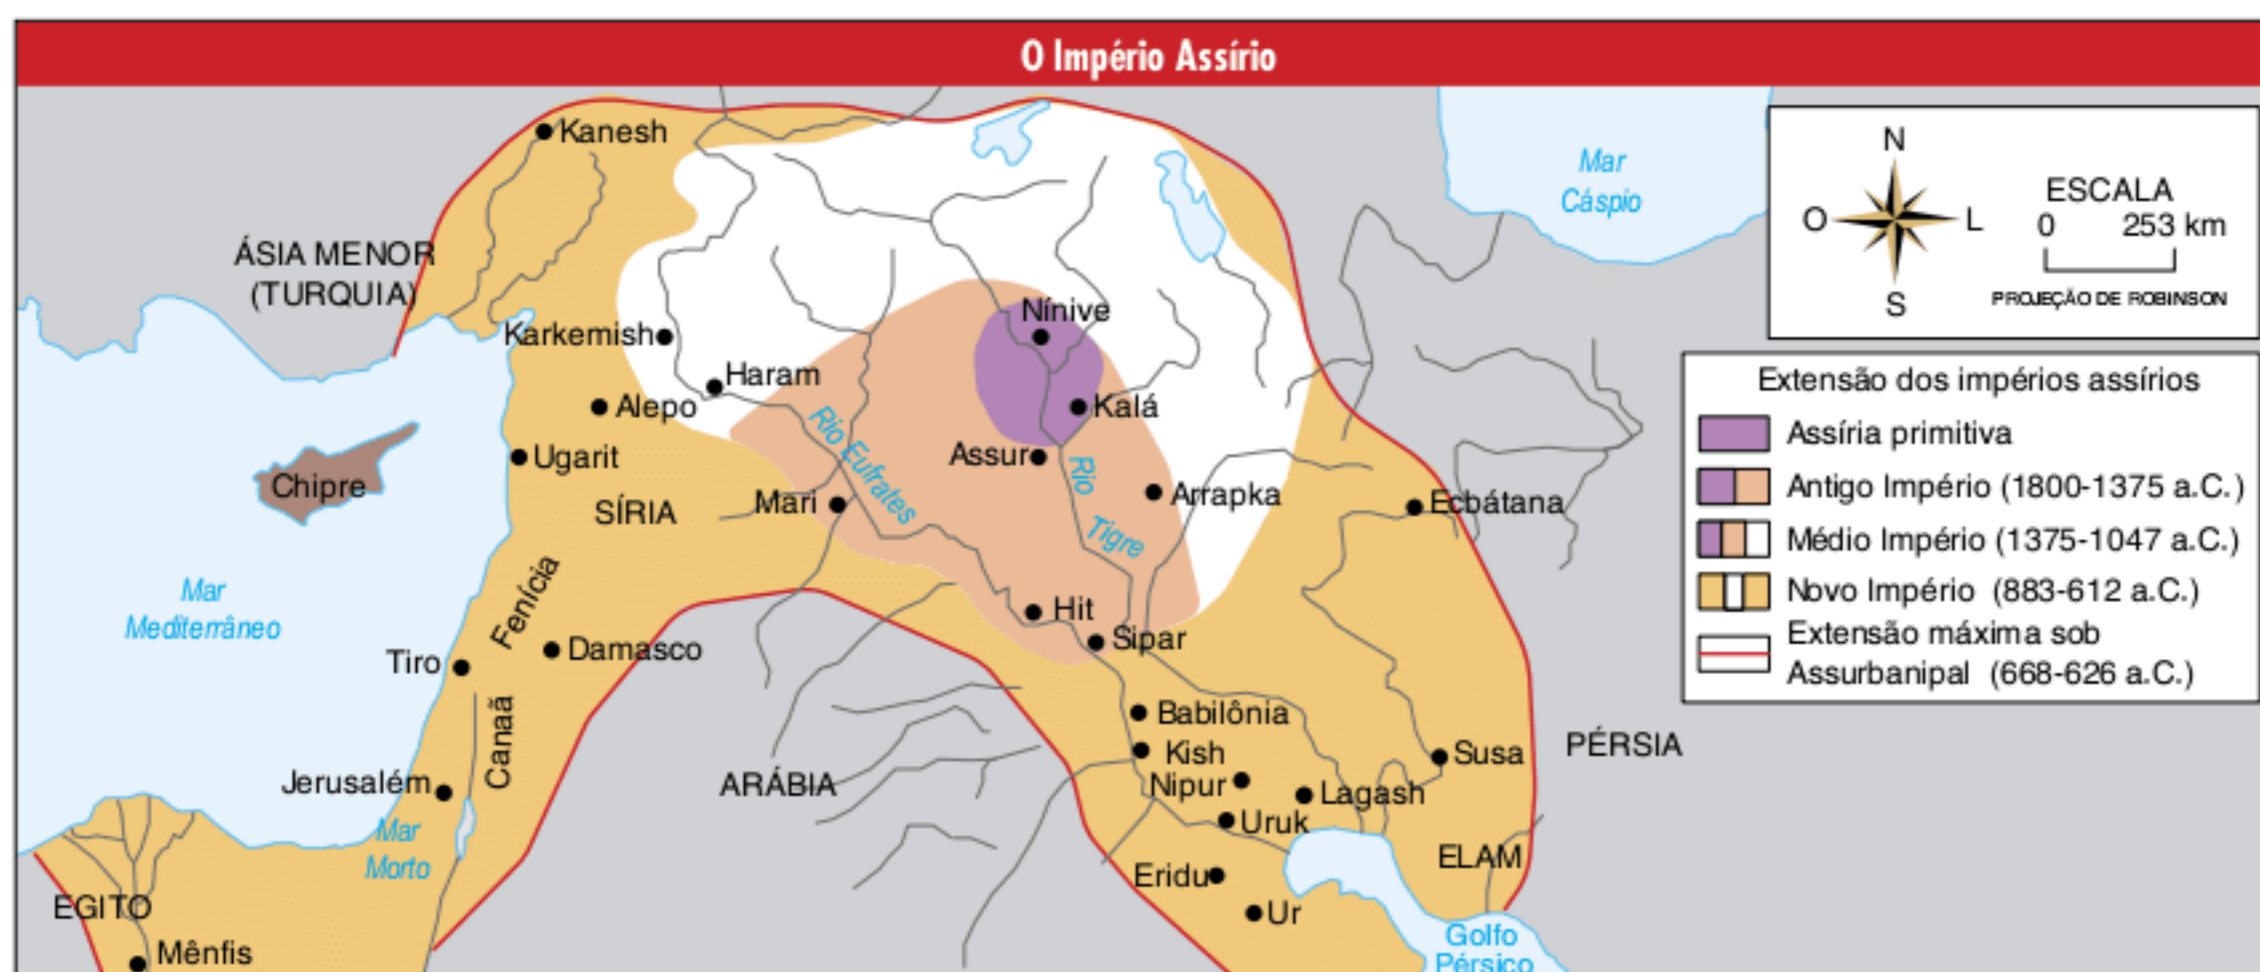 O Império Assírio
Kanesh
Mar
Cáspio
N
O
L
S
ESCALA
0 253 km
PROJEÇÃO DE ROBINSON
ÁSIA MENOR
(TURQUIA)
Karkemish
Nínive
Haram
Alepo
Kalá
Rio Eufrates
Ugarit
Assur
Rio
Tigre
Chipre
Mari
Arrapka
SÍRIA
Ecbátana
Extensão dos impérios assírios
Assíria primitiva
Antigo Império (1800-1375 a.C.)
Médio Império (1375-1047 a.C.)
Novo Império (883-612 a.C.)
Extensão máxima sob
Assurbanipal (668-626 a.C.)
Mar
Mediterrâneo
Fenícia
Hit
Sipar
Tiro
Damasco
Canaã
Babilônia
Kish
Susa
PÉRSIA
Jerusalém
ARÁBIA
Nipur
Lagash
Uruk
Mar
Morto
ELAM
Eridu
EGITO
Ur
Mênfis
Golfo
Pérsico